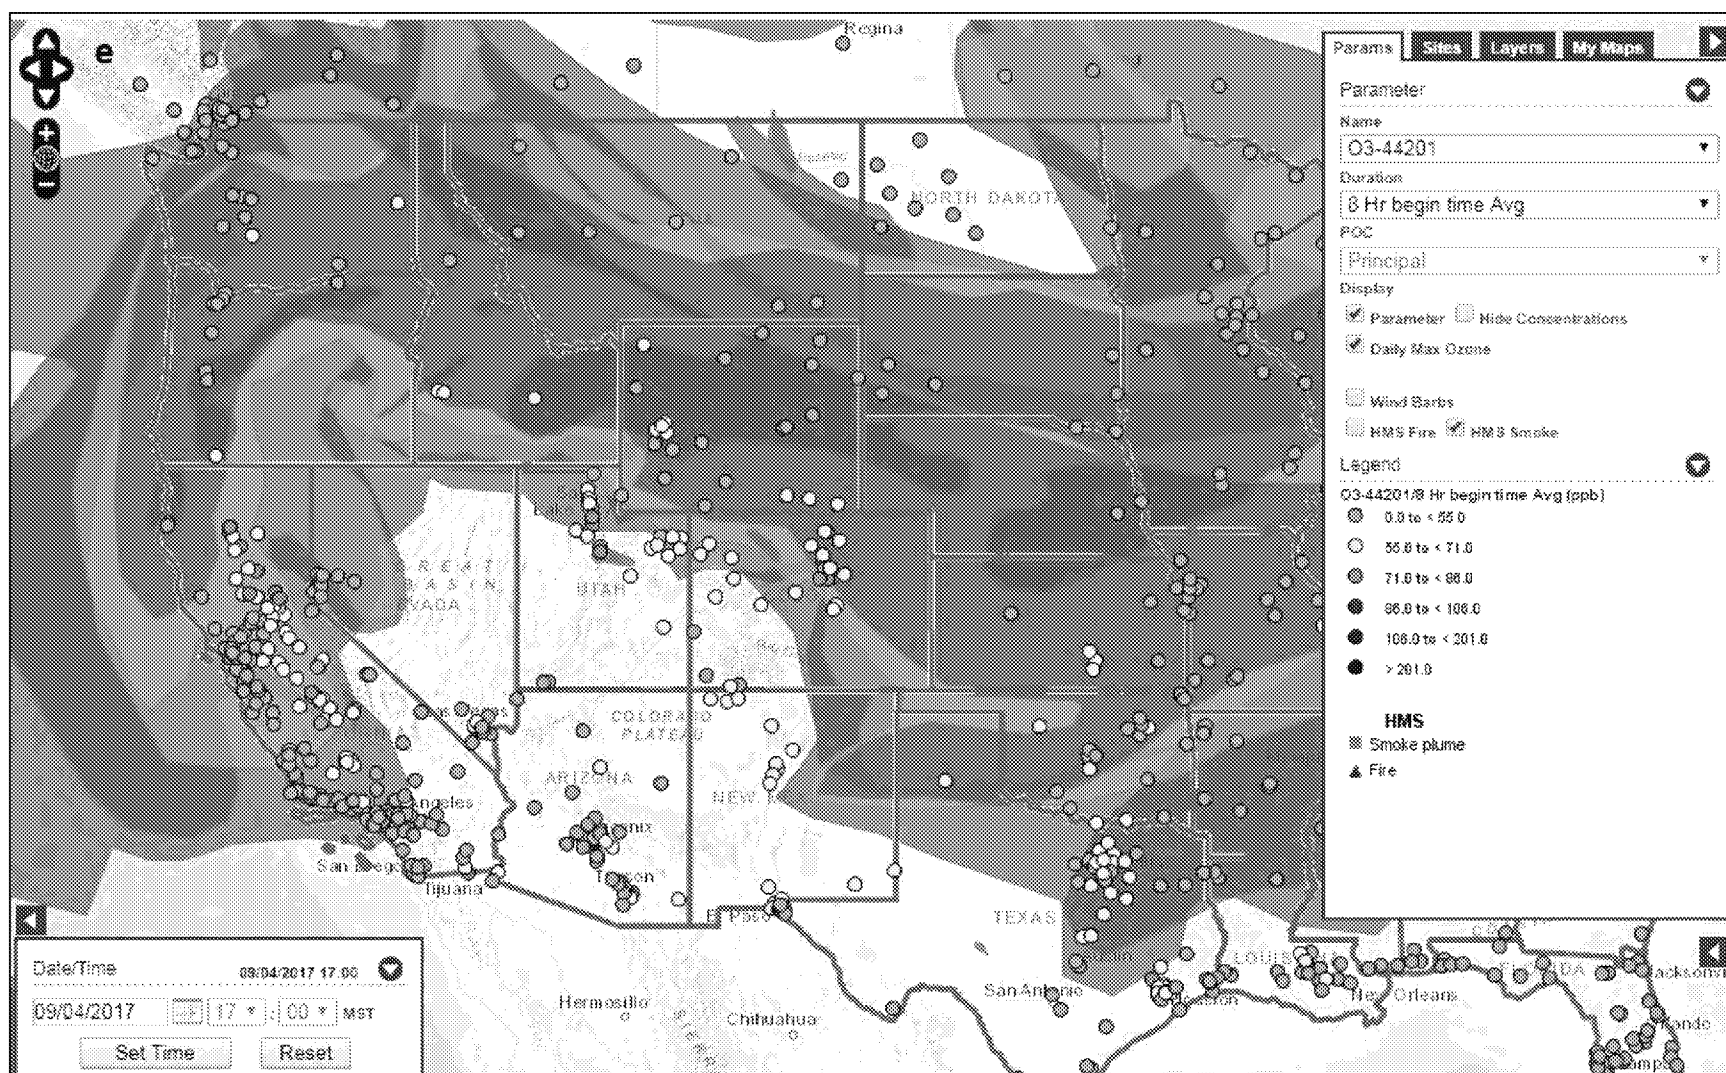 e
Regina
NORTH DAKOTA
UTAH
COLORADO
PLATEAU
ARIZONA
San Diego
Tijuana
El Paso
TEXAS
San Antonio
New Orleans
Hermosillo
Chihuahua
Params
Sites
Layers
My Maps
Parameter
Name
O3-44201
Duration
8 Hr begin time Avg
POC
Principal
Display
Parameter
Hide Concentrations
Daily Max Ozone
Wind Barbs
HMS Fire
HMS Smoke
Legend
O3-44201/8 Hr begin time Avg (ppb)
0.0 to < 55.0
55.0 to < 71.0
71.0 to < 86.0
86.0 to < 106.0
106.0 to < 201.0
> 201.0
HMS
Smoke plume
Fire
Date/Time
09/04/2017 17:00
09/04/2017
17 : 00 MST
Set Time
Reset